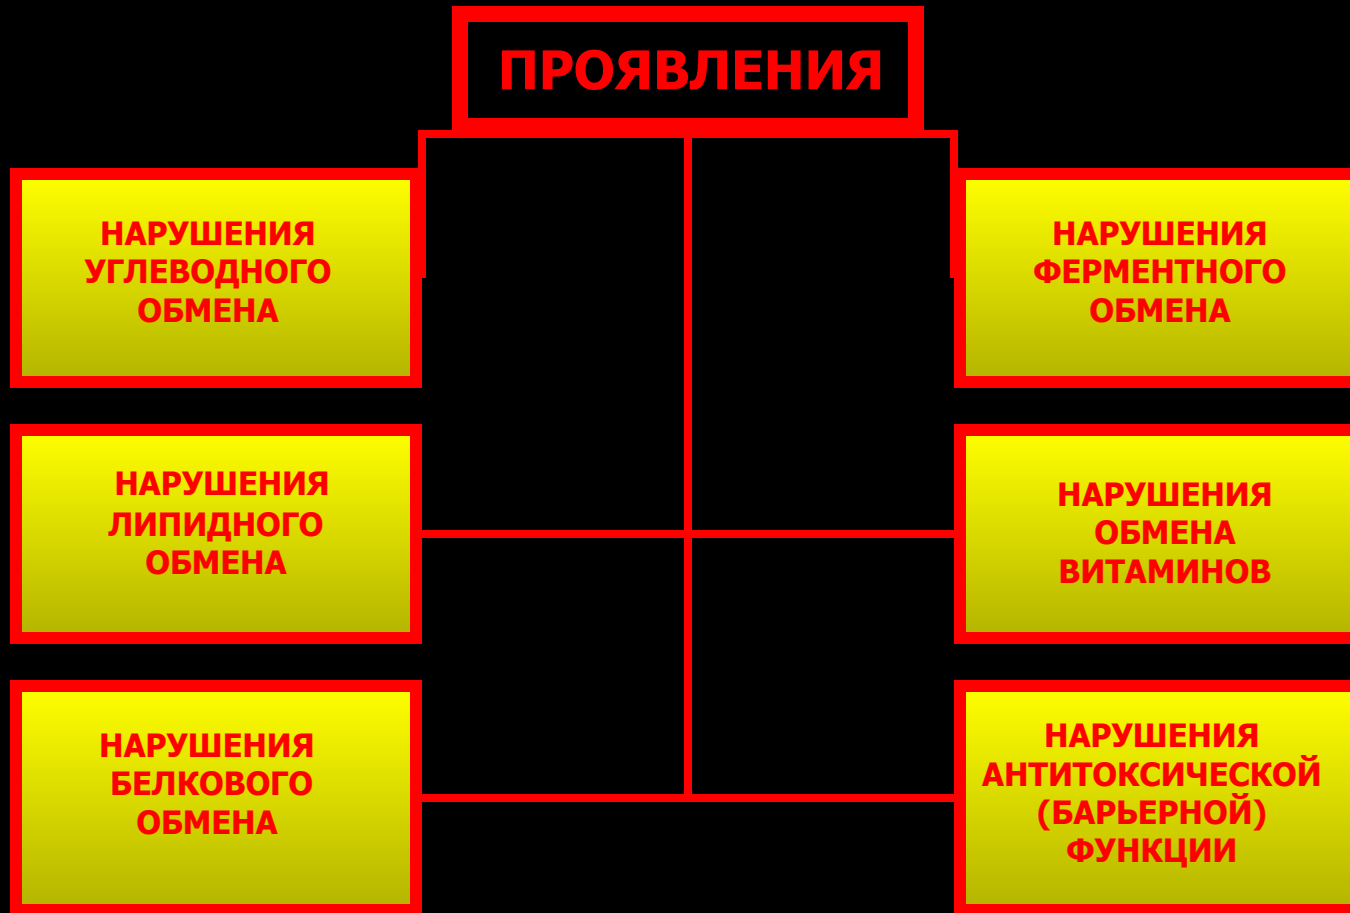 ПРОЯВЛЕНИЯ
НАРУШЕНИЯ
УГЛЕВОДНОГО
ОБМЕНА
НАРУШЕНИЯ
ФЕРМЕНТНОГО
ОБМЕНА
НАРУШЕНИЯ
ЛИПИДНОГО
ОБМЕНА
НАРУШЕНИЯ
ОБМЕНА
ВИТАМИНОВ
НАРУШЕНИЯ
БЕЛКОВОГО
ОБМЕНА
НАРУШЕНИЯ
АНТИТОКСИЧЕСКОЙ
(БАРЬЕРНОЙ)
ФУНКЦИИ